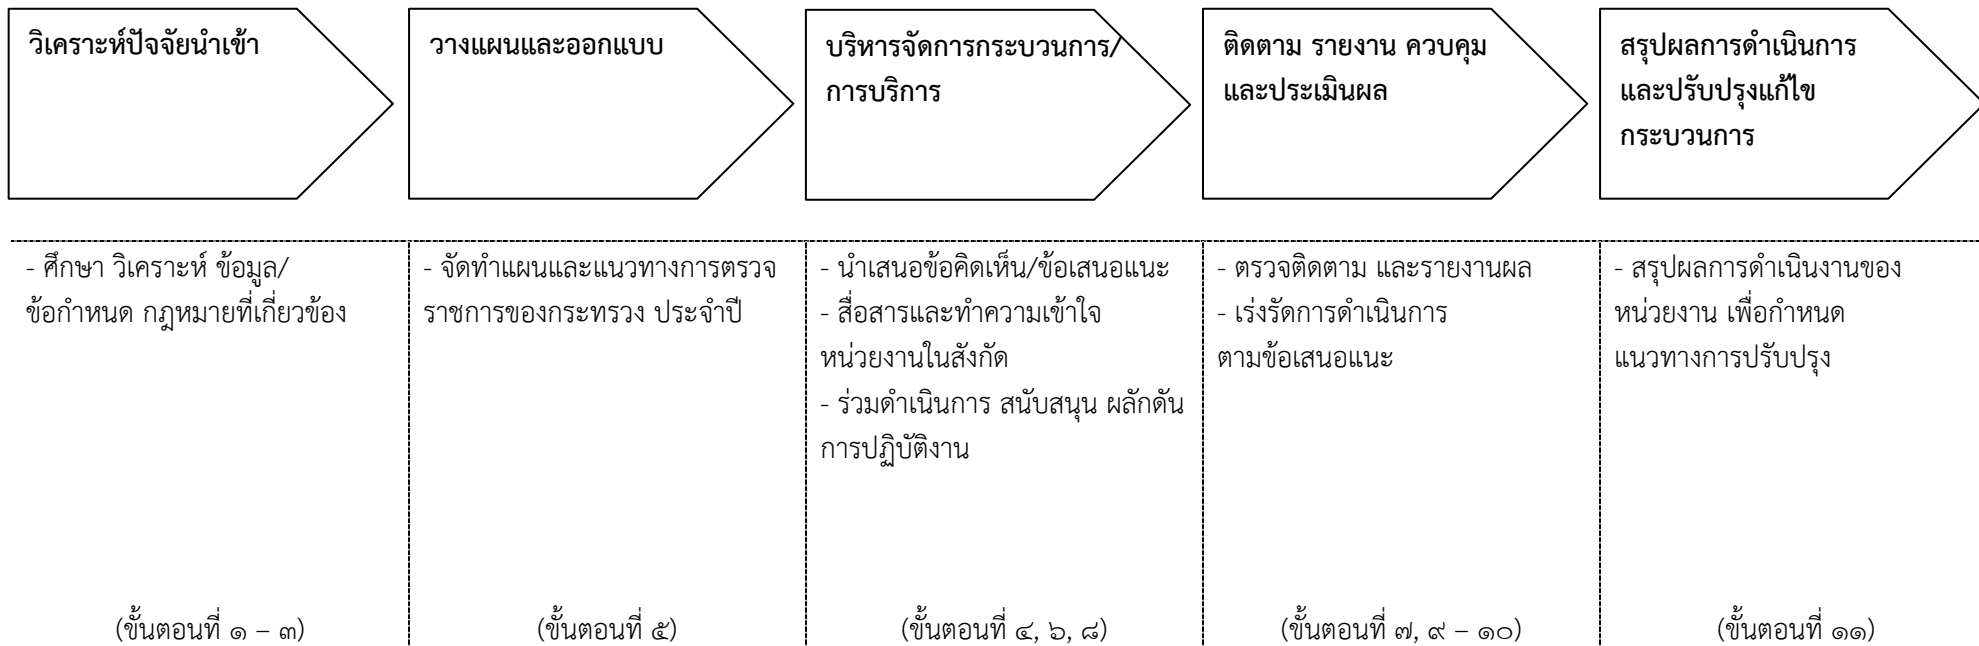 วิเคราะห์ปัจจัยนำเข้า
วางแผนและออกแบบ
บริหารจัดการกระบวนการ/
การบริการ
ติดตาม รายงาน ควบคุม
และประเมินผล
สรุปผลการดำเนินการ
และปรับปรุงแก้ไข
กระบวนการ
- ศึกษา วิเคราะห์ ข้อมูล/
ข้อกำหนด กฎหมายที่เกี่ยวข้อง
(ขั้นตอนที่ ๑ – ๓)
- จัดทำแผนและแนวทางการตรวจ
ราชการของกระทรวง ประจำปี
(ขั้นตอนที่ ๕)
- นำเสนอข้อคิดเห็น/ข้อเสนอแนะ
- สื่อสารและทำความเข้าใจ
หน่วยงานในสังกัด
- ร่วมดำเนินการ สนับสนุน ผลักดัน
การปฏิบัติงาน
(ขั้นตอนที่ ๔, ๖, ๘)
- ตรวจติดตาม และรายงานผล
- เร่งรัดการดำเนินการ
ตามข้อเสนอแนะ
(ขั้นตอนที่ ๗, ๙ – ๑๐)
- สรุปผลการดำเนินงานของ
หน่วยงาน เพื่อกำหนด
แนวทางการปรับปรุง
(ขั้นตอนที่ ๑๑)